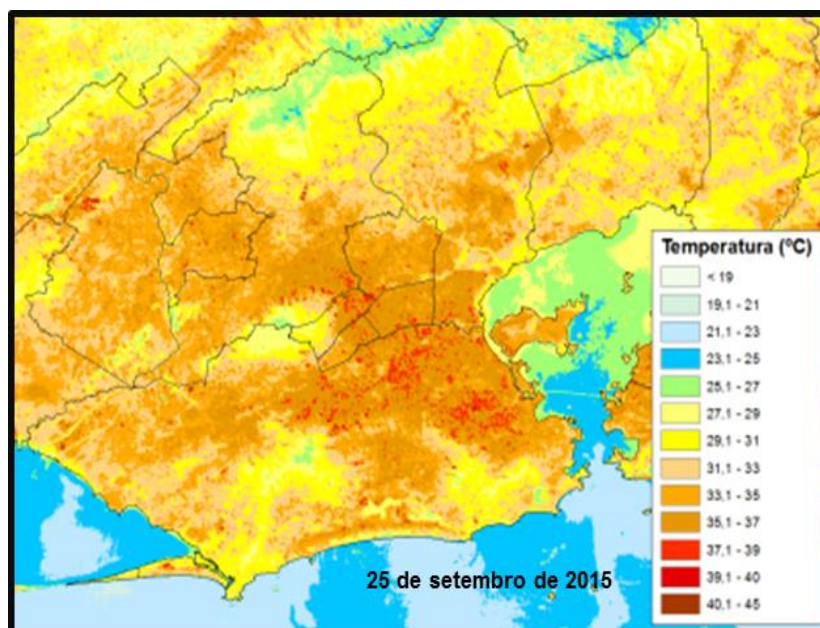 Temperatura (ºC)
< 19
19,1 - 21
21,1 - 23
23,1 - 25
25,1 - 27
27,1 - 29
29,1 - 31
31,1 - 33
33,1 - 35
35,1 - 37
37,1 - 39
39,1 - 40
40,1 - 45
25 de setembro de 2015